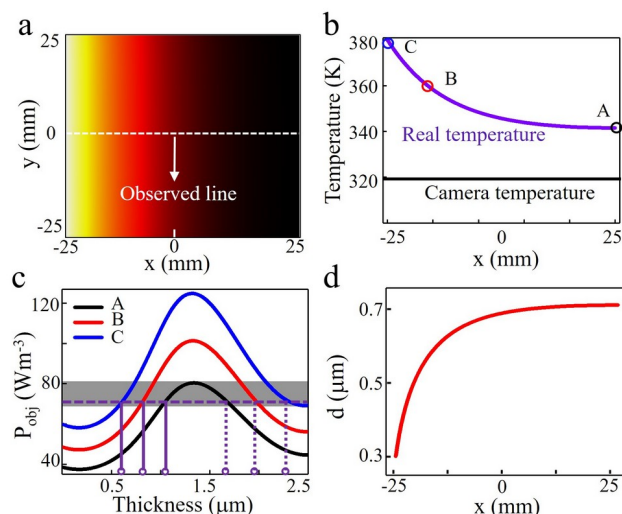 a
25
0
-25
y (mm)
Observed line
-25
0
25
x (mm)
b
380
360
340
320
Temperature (K)
C
B
A
Real temperature
Camera temperature
-25
0
25
x (mm)
c
120
80
40
P_obj (Wm⁻³)
A
B
C
0.5
1.5
2.5
Thickness (μm)
d
0.7
0.5
0.3
d (μm)
-25
0
25
x (mm)